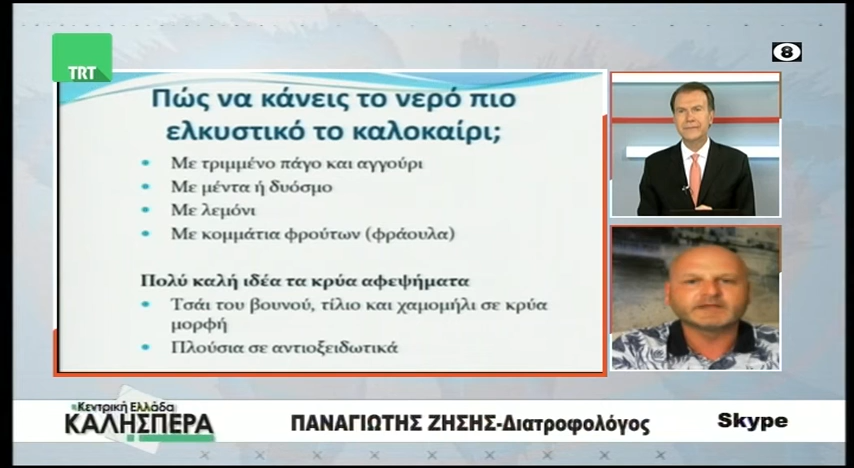 TRT
8
Πώς να κάνεις το νερό πιο
ελκυστικό το καλοκαίρι;
• Με τριμμένο πάγο και αγγούρι
• Με μέντα ή δυόσμο
• Με λεμόνι
• Με κομμάτια φρούτων (φράουλα)
Πολύ καλή ιδέα τα κρύα αφεψήματα
• Τσάι του βουνού, τίλιο και χαμομήλι σε κρύα
μορφή
• Πλούσια σε αντιοξειδωτικά
Κεντρική Ελλάδα
ΚΑΛΗΣΠΕΡΑ
ΠΑΝΑΓΙΩΤΗΣ ΖΗΣΗΣ-Διατροφολόγος
Skype